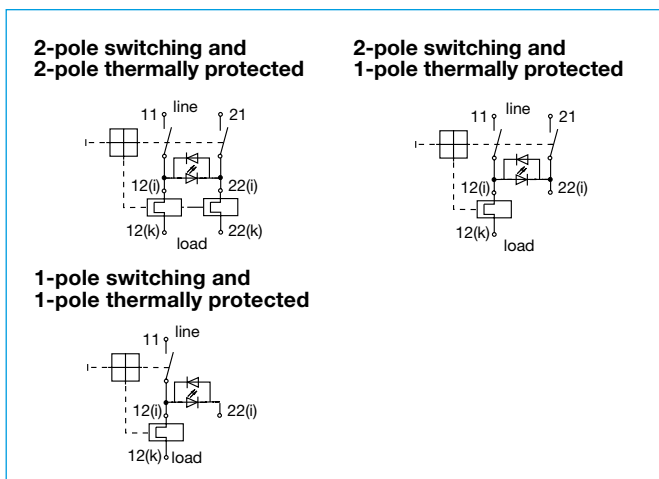 2-pole switching and
2-pole thermally protected
line
11
21
12(i)
22(i)
12(k)
22(k)
load
2-pole switching and
1-pole thermally protected
line
11
21
12(i)
22(i)
12(k)
load
1-pole switching and
1-pole thermally protected
line
11
12(i)
22(i)
12(k)
load